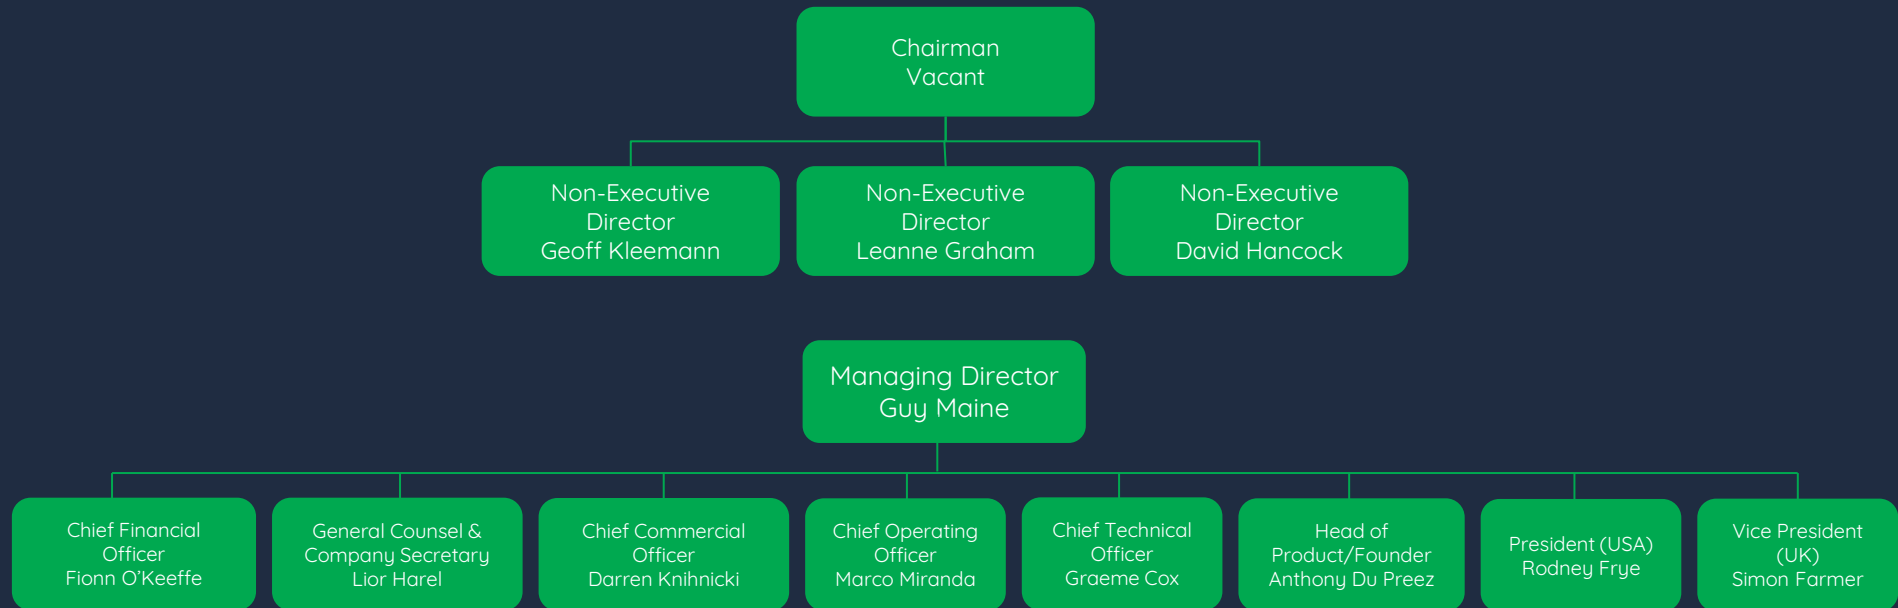 Chairman
Vacant
Non-Executive
Director
Geoff Kleemann
Non-Executive
Director
Leanne Graham
Non-Executive
Director
David Hancock
Managing Director
Guy Maine
Chief Financial
Officer
Fionn O’Keeffe
General Counsel &
Company Secretary
Lior Harel
Chief Commercial
Officer
Darren Knihnicki
Chief Operating
Officer
Marco Miranda
Chief Technical
Officer
Graeme Cox
Head of
Product/Founder
Anthony Du Preez
President (USA)
Rodney Frye
Vice President
(UK)
Simon Farmer